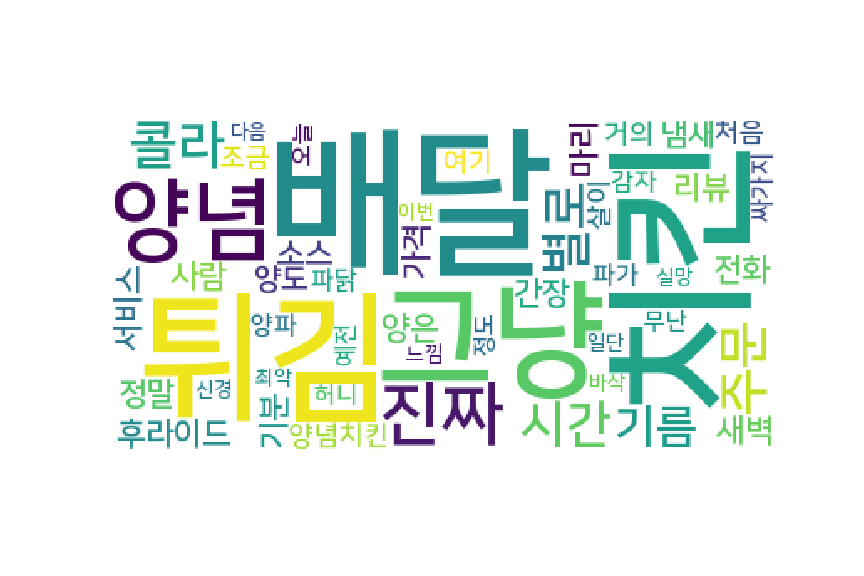 콜라
다음
조금
오늘
배달
여기
마리
거의
냄새
처음
양념
이번
별로
살이
감자
리뷰
치킨
싸가지
소스
가격
서비스
사람
양도
파닭
파가
실망
전화
튀김
그냥
간장
양파
예전
양은
느낌
정도
일단
무난
주문
정말
신경
최악
허니
진짜
바삭
후라이드
기본
양념치킨
시간
기름
새벽